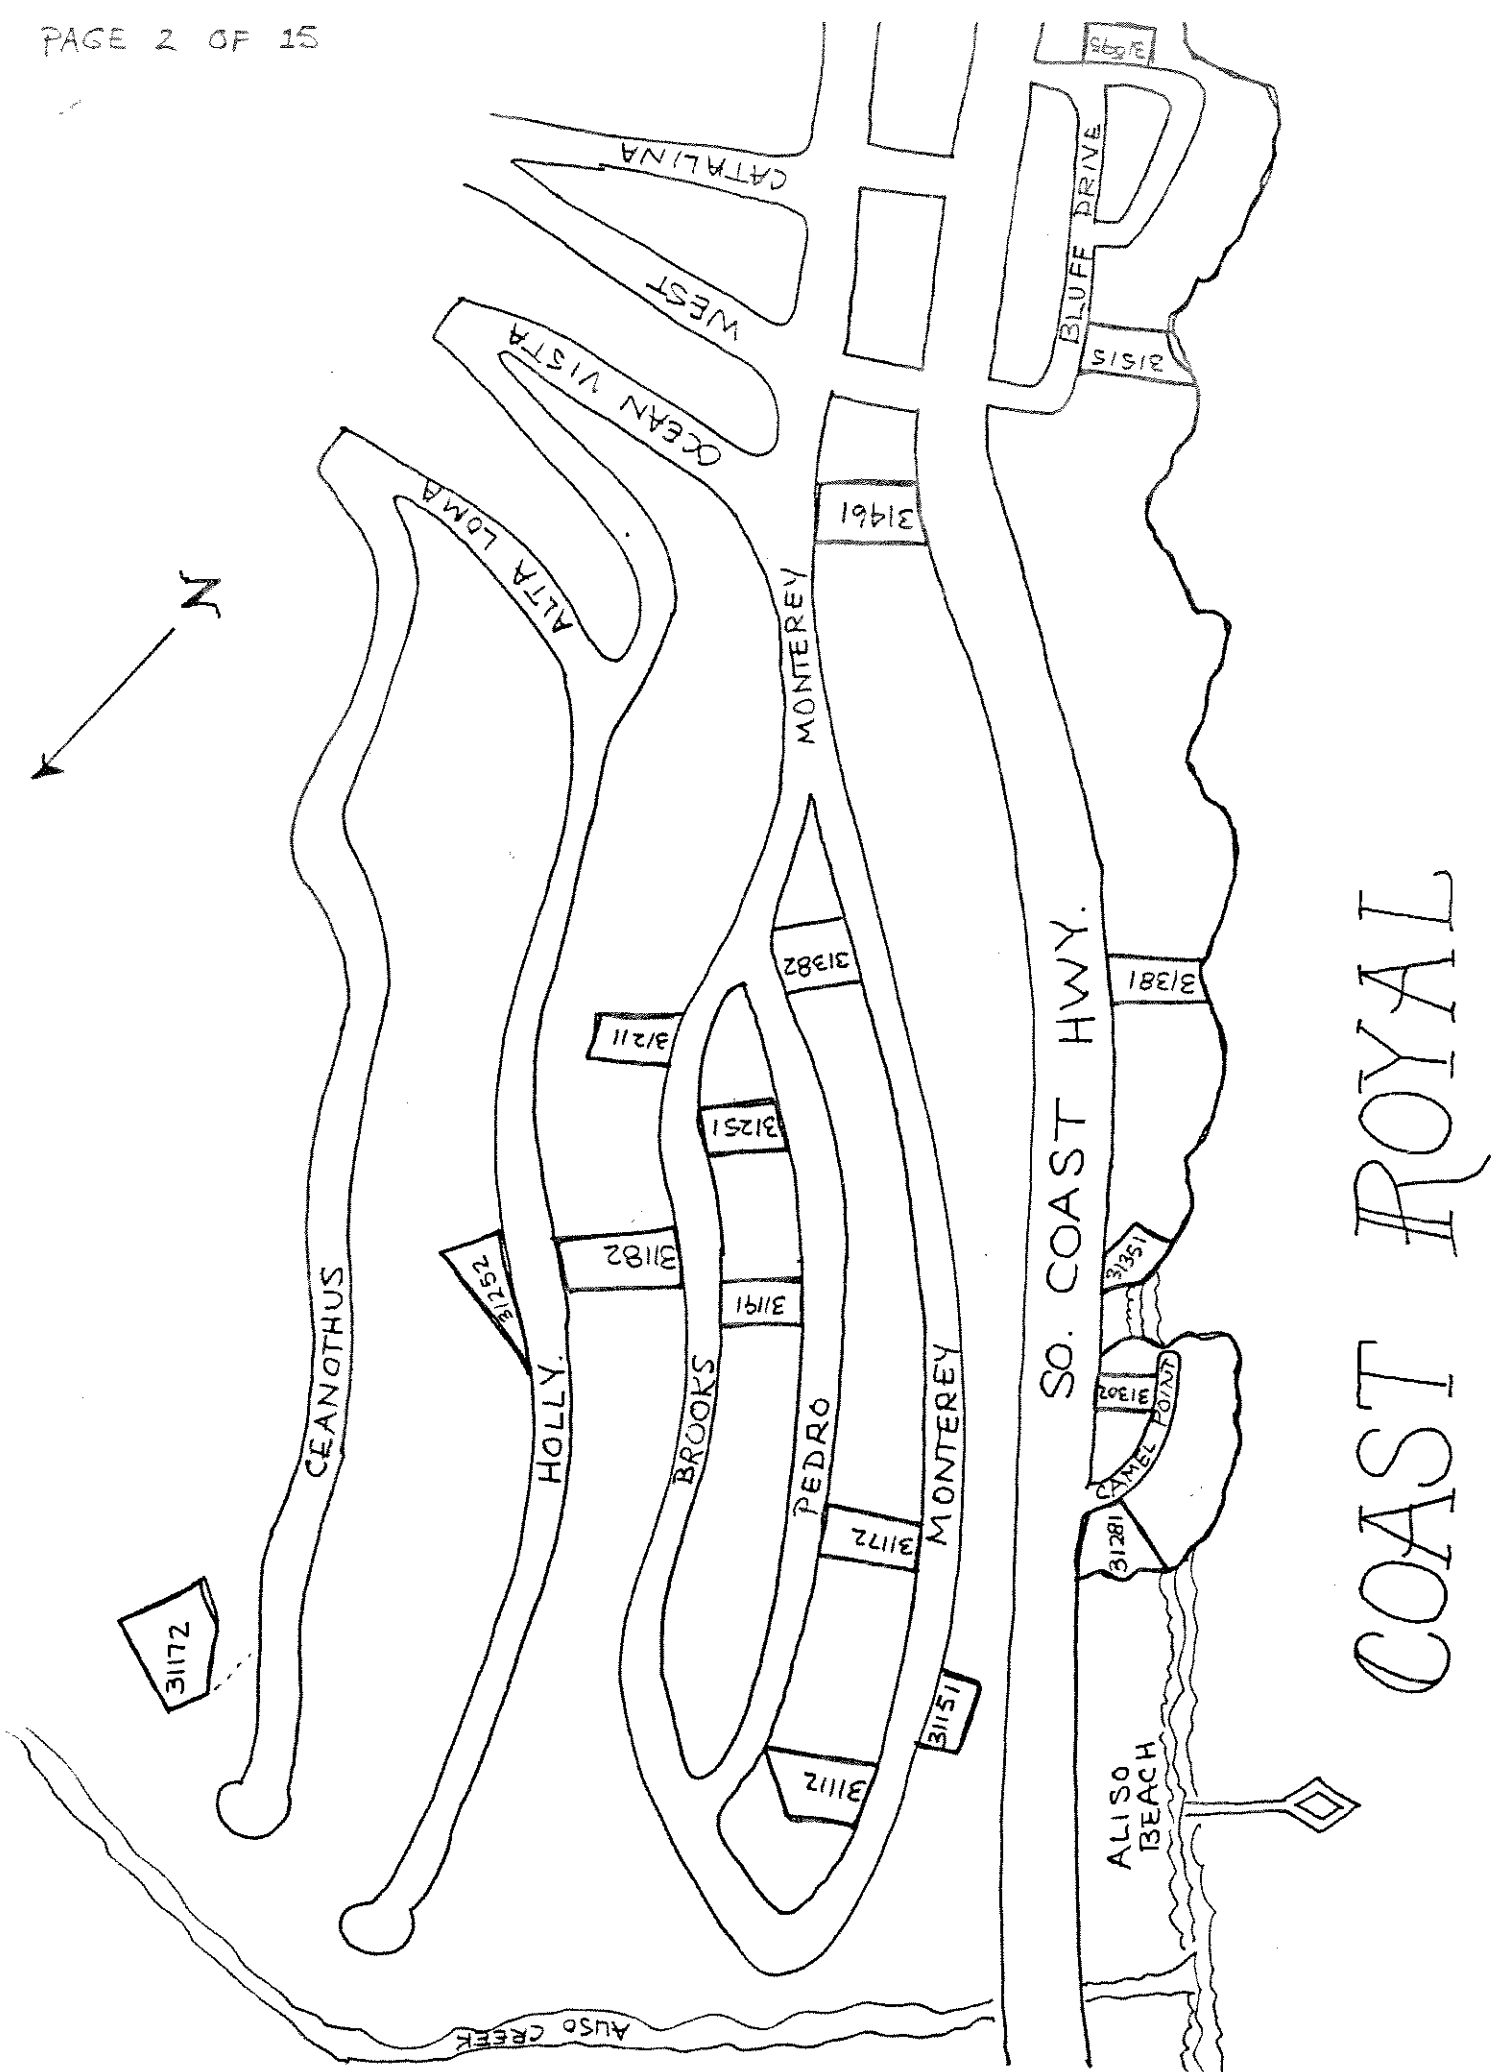 PAGE 2 OF 15
31595
CATALINA
BLUFF DRIVE
WEST
OCEAN VISTA
31515
ALTA LOMA
31461
N
MONTEREY
31382
31381
SO. COAST HWY.
31211
31251
31252
31182
31191
31351
CEANOTHUS
HOLLY.
BROOKS
PEDRO
MONTEREY
31302
CAMEL POINT
31172
31281
31172
31151
31112
ALISO
BEACH
ALISO CREEK
COAST ROYAL